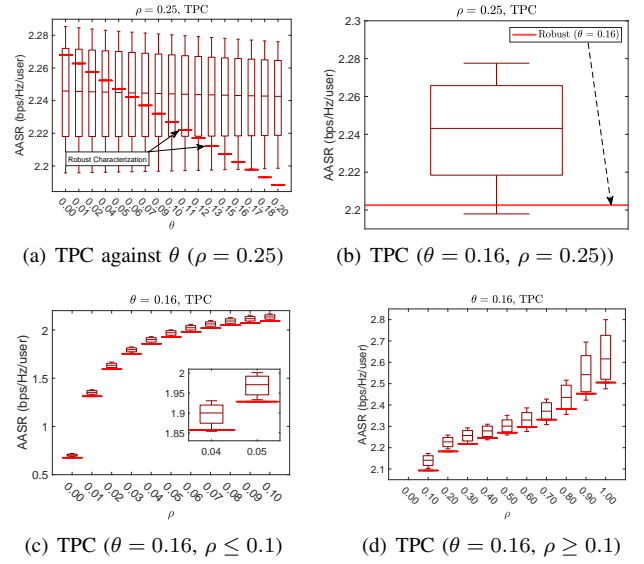 ρ = 0.25, TPC
AASR (bps/Hz/user)
2.28
2.26
2.24
2.22
2.2
Robust Characterization
0.00 0.01 0.02 0.04 0.05 0.06 0.07 0.09 0.10 0.11 0.12 0.13 0.15 0.16 0.17 0.18 0.20
θ
(a) TPC against θ (ρ = 0.25)
ρ = 0.25, TPC
AASR (bps/Hz/user)
2.3
2.28
2.26
2.24
2.22
2.2
Robust (θ = 0.16)
(b) TPC (θ = 0.16, ρ = 0.25))
θ = 0.16, TPC
AASR (bps/Hz/user)
2
1.5
1
0.5
2
1.95
1.9
1.85
0.04 0.05
0.00 0.01 0.02 0.03 0.04 0.05 0.06 0.07 0.08 0.09 0.10
ρ
(c) TPC (θ = 0.16, ρ ≤ 0.1)
θ = 0.16, TPC
AASR (bps/Hz/user)
2.8
2.7
2.6
2.5
2.4
2.3
2.2
2.1
0.00 0.10 0.20 0.30 0.40 0.50 0.60 0.70 0.80 0.90 1.00
ρ
(d) TPC (θ = 0.16, ρ ≥ 0.1)